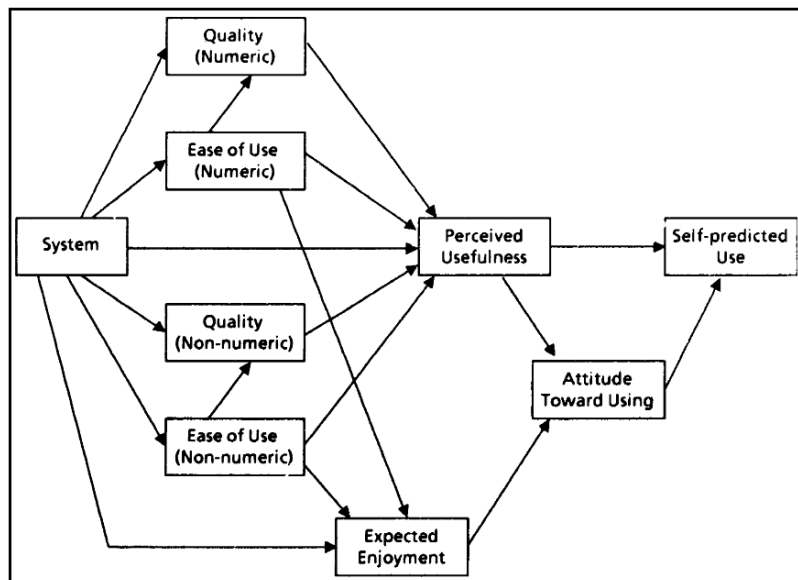 Quality
(Numeric)
Ease of Use
(Numeric)
System
Perceived
Usefulness
Self-predicted
Use
Quality
(Non-numeric)
Attitude
Toward Using
Ease of Use
(Non-numeric)
Expected
Enjoyment